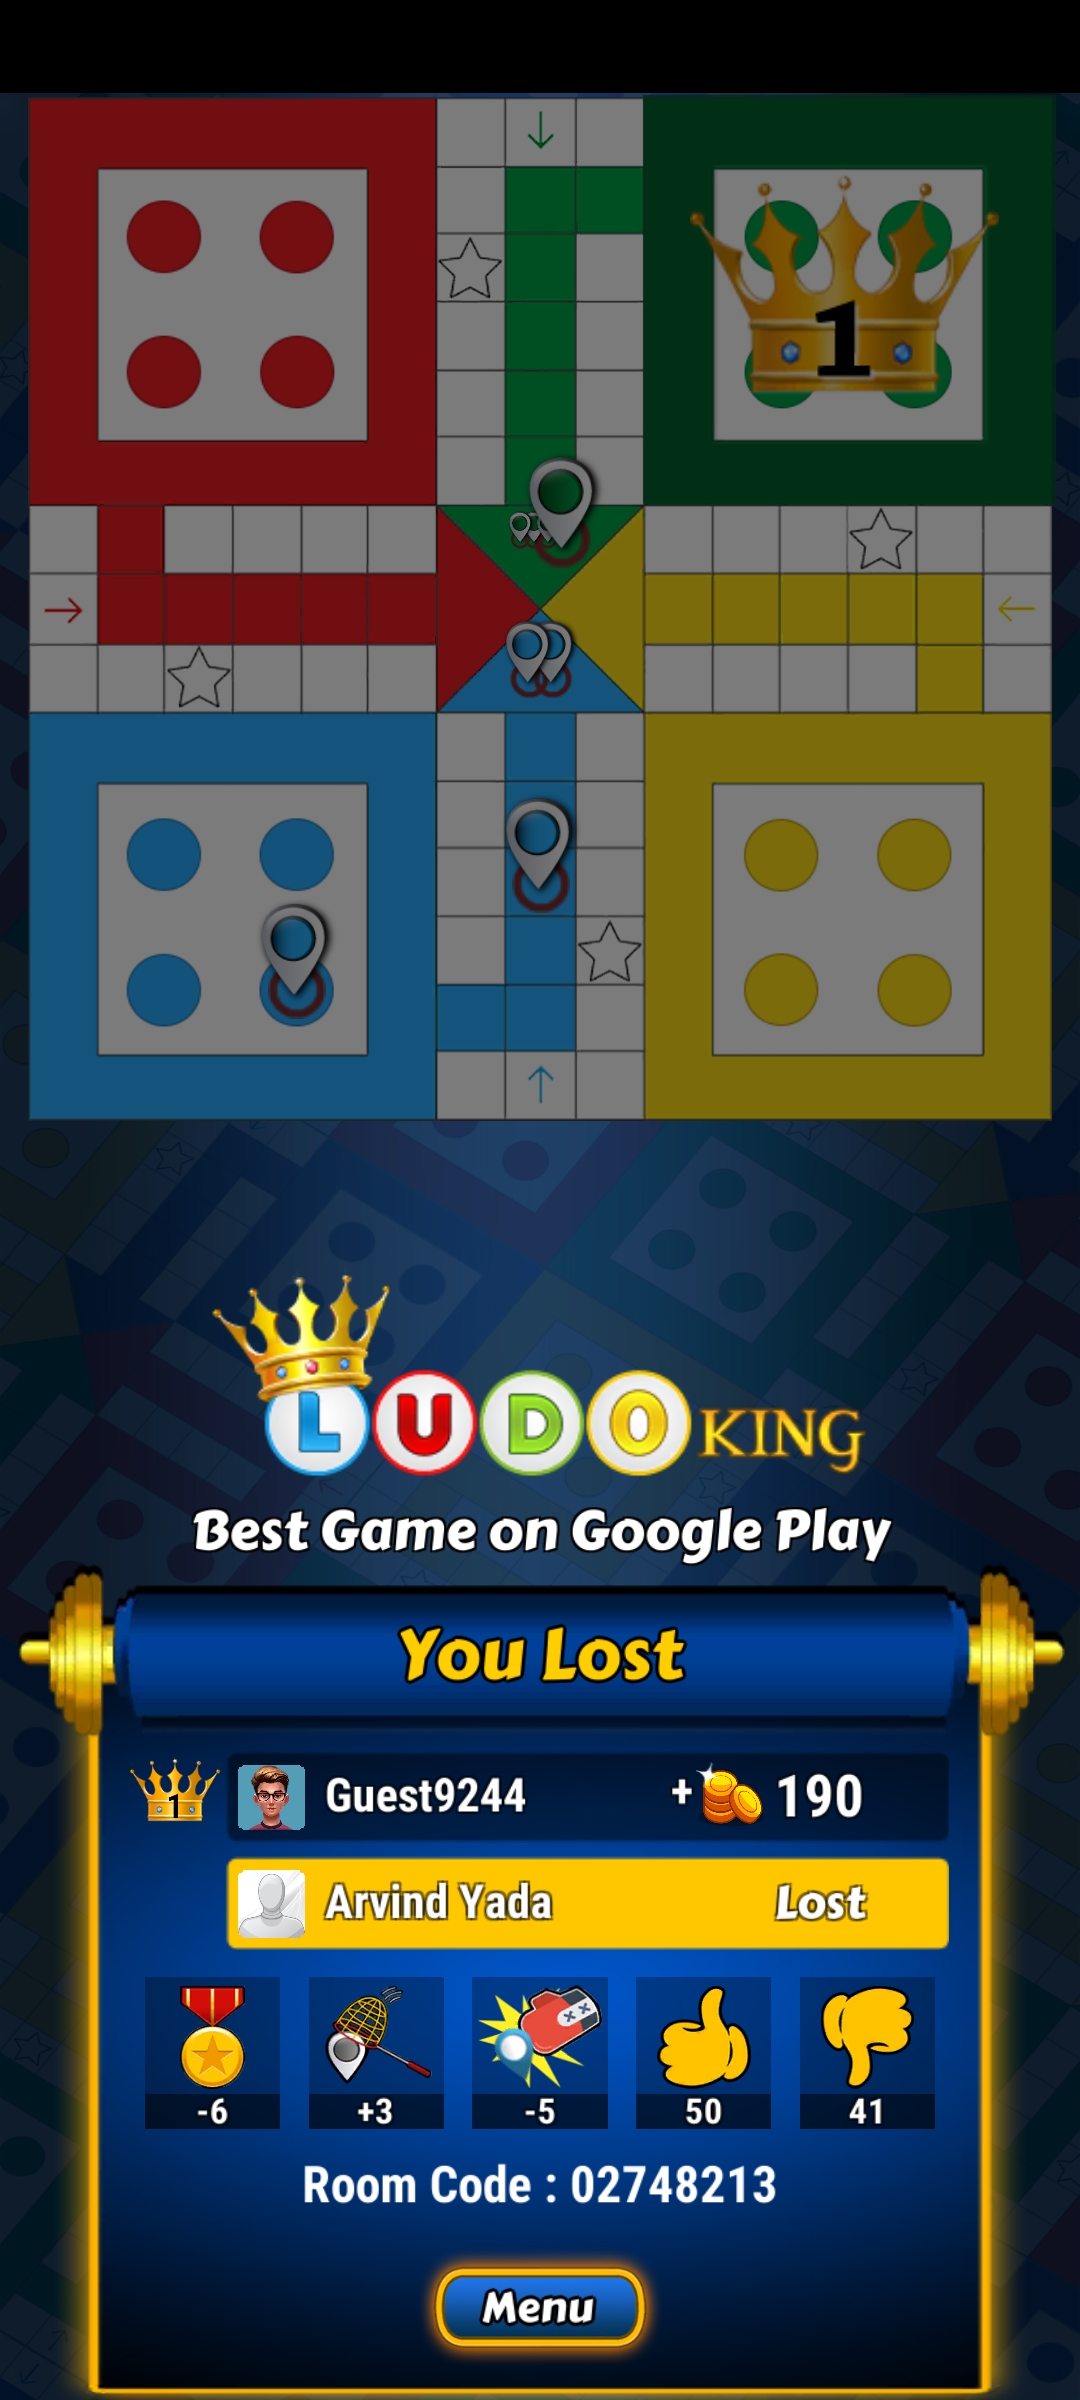 1
LUDO KING
Best Game on Google Play
You Lost
1 Guest9244 + 190
Arvind Yada Lost
-6 +3 -5 50 41
Room Code : 02748213
Menu